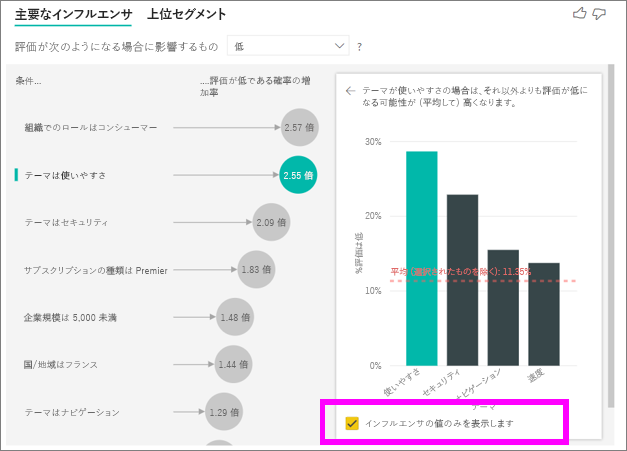 主要なインフルエンサ 上位セグメント
評価が次のようになる場合に影響するもの 低 ?
条件...
....評価が低である確率の増
加率
組織でのロールはコンシューマー 2.57 倍
テーマは使いやすさ 2.55 倍
テーマはセキュリティ 2.09 倍
サブスクリプションの種類は Premier 1.83 倍
企業規模は 5,000 未満 1.48 倍
国/地域はフランス 1.44 倍
テーマはナビゲーション 1.29 倍
テーマが使いやすさの場合は、それ以外よりも評価が低に
なる可能性が (平均して) 高くなります。
30%
20%
10%
0%
%評価は低
平均 (選択されたものを除く): 11.35%
使いやすさ
セキュリティ
ナビゲーション
速度
テーマ
インフルエンサの値のみを表示します